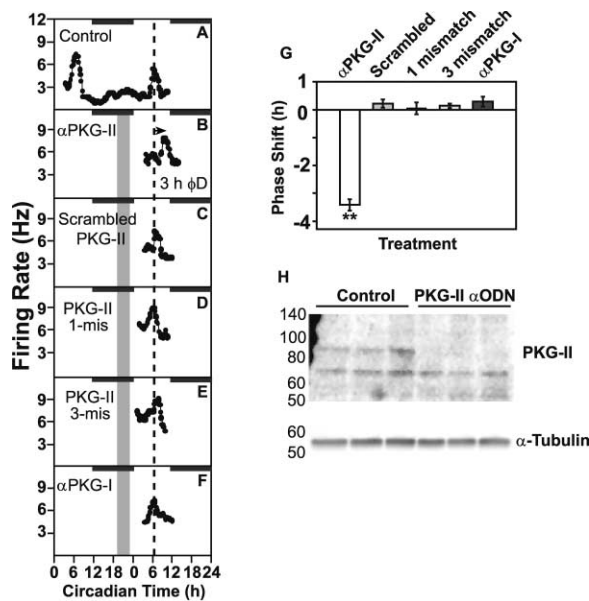 12
9
6
3
Control
A
9
6
3
αPKG-II
B
3 h ϕD
9
6
3
Scrambled
PKG-II
C
9
6
3
PKG-II
1-mis
D
9
6
3
PKG-II
3-mis
E
9
6
3
αPKG-I
F
Firing Rate (Hz)
0 6 12 18 0 6 12 18 24
Circadian Time (h)
G
αPKG-II
Scrambled
1 mismatch
3 mismatch
αPKG-I
2
0
-2
-4
Phase Shift (h)
**
Treatment
H
Control PKG-II αODN
140
100
80
60
50
PKG-II
60
50
α-Tubulin